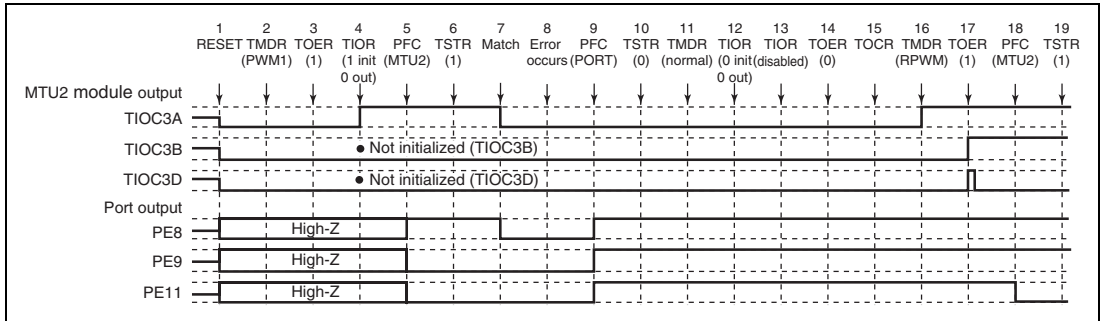 1 2 3 4 5 6 7 8 9 10 11 12 13 14 15 16 17 18 19
RESET TMDR TOER TIOR PFC TSTR Match Error PFC TSTR TMDR TIOR TIOR TOER TOCR TMDR TOER PFC TSTR
(PWM1) (1) (1 init (MTU2) (1) occurs (PORT) (0) (normal) (0 init (disabled) (0) (RPWM) (1) (MTU2) (1)
0 out) 0 out)
MTU2 module output
TIOC3A
TIOC3B • Not initialized (TIOC3B)
TIOC3D • Not initialized (TIOC3D)
Port output
PE8 High-Z
PE9 High-Z
PE11 High-Z